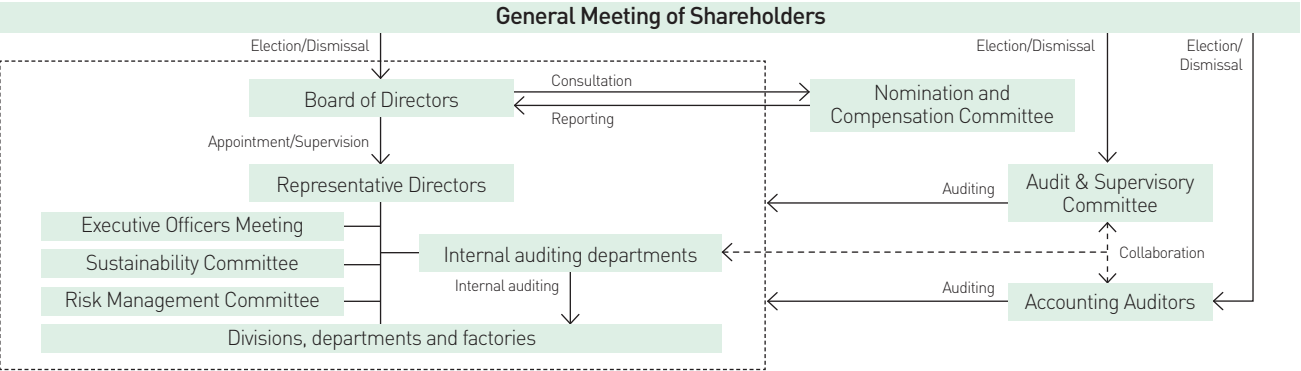 General Meeting of Shareholders
Election/Dismissal
Election/Dismissal
Election/
Dismissal
Board of Directors
Consultation
Reporting
Nomination and
Compensation Committee
Appointment/Supervision
Representative Directors
Auditing
Audit & Supervisory
Committee
Executive Officers Meeting
Sustainability Committee
Internal auditing departments
Collaboration
Internal auditing
Risk Management Committee
Auditing
Accounting Auditors
Divisions, departments and factories